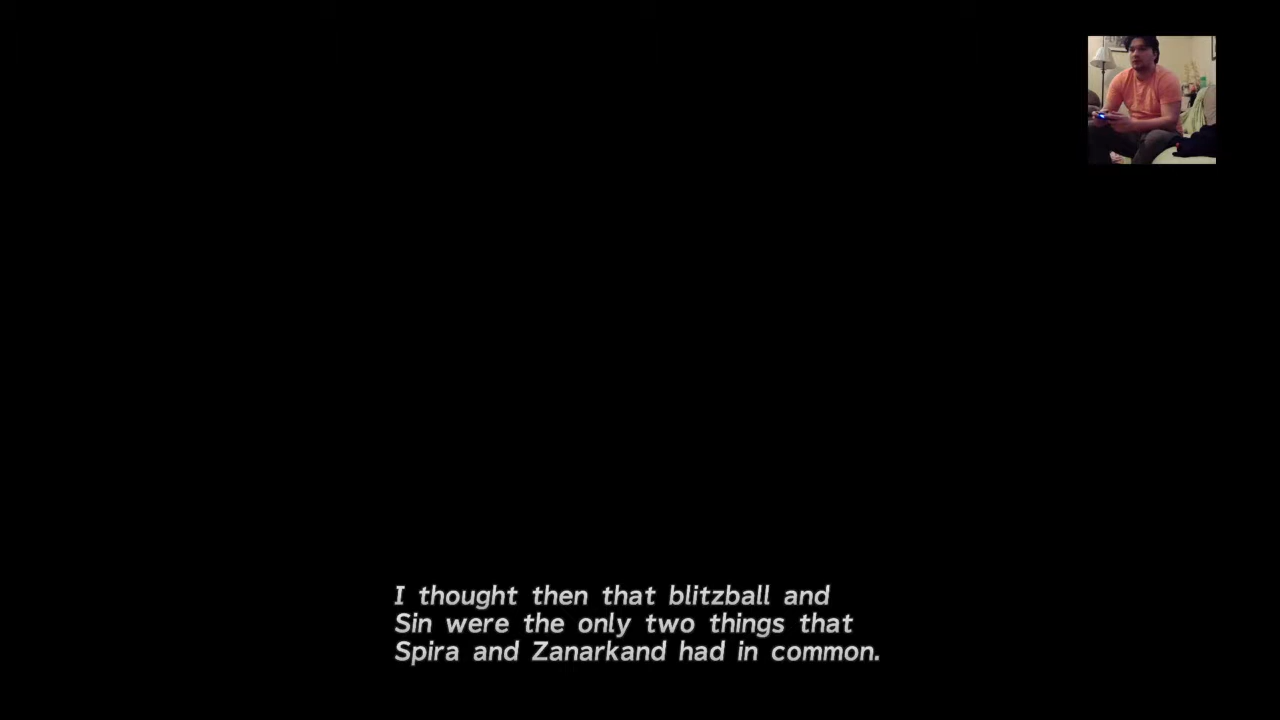 I thought then that blitzball and
Sin were the only two things that
Spira and Zanarkand had in common.